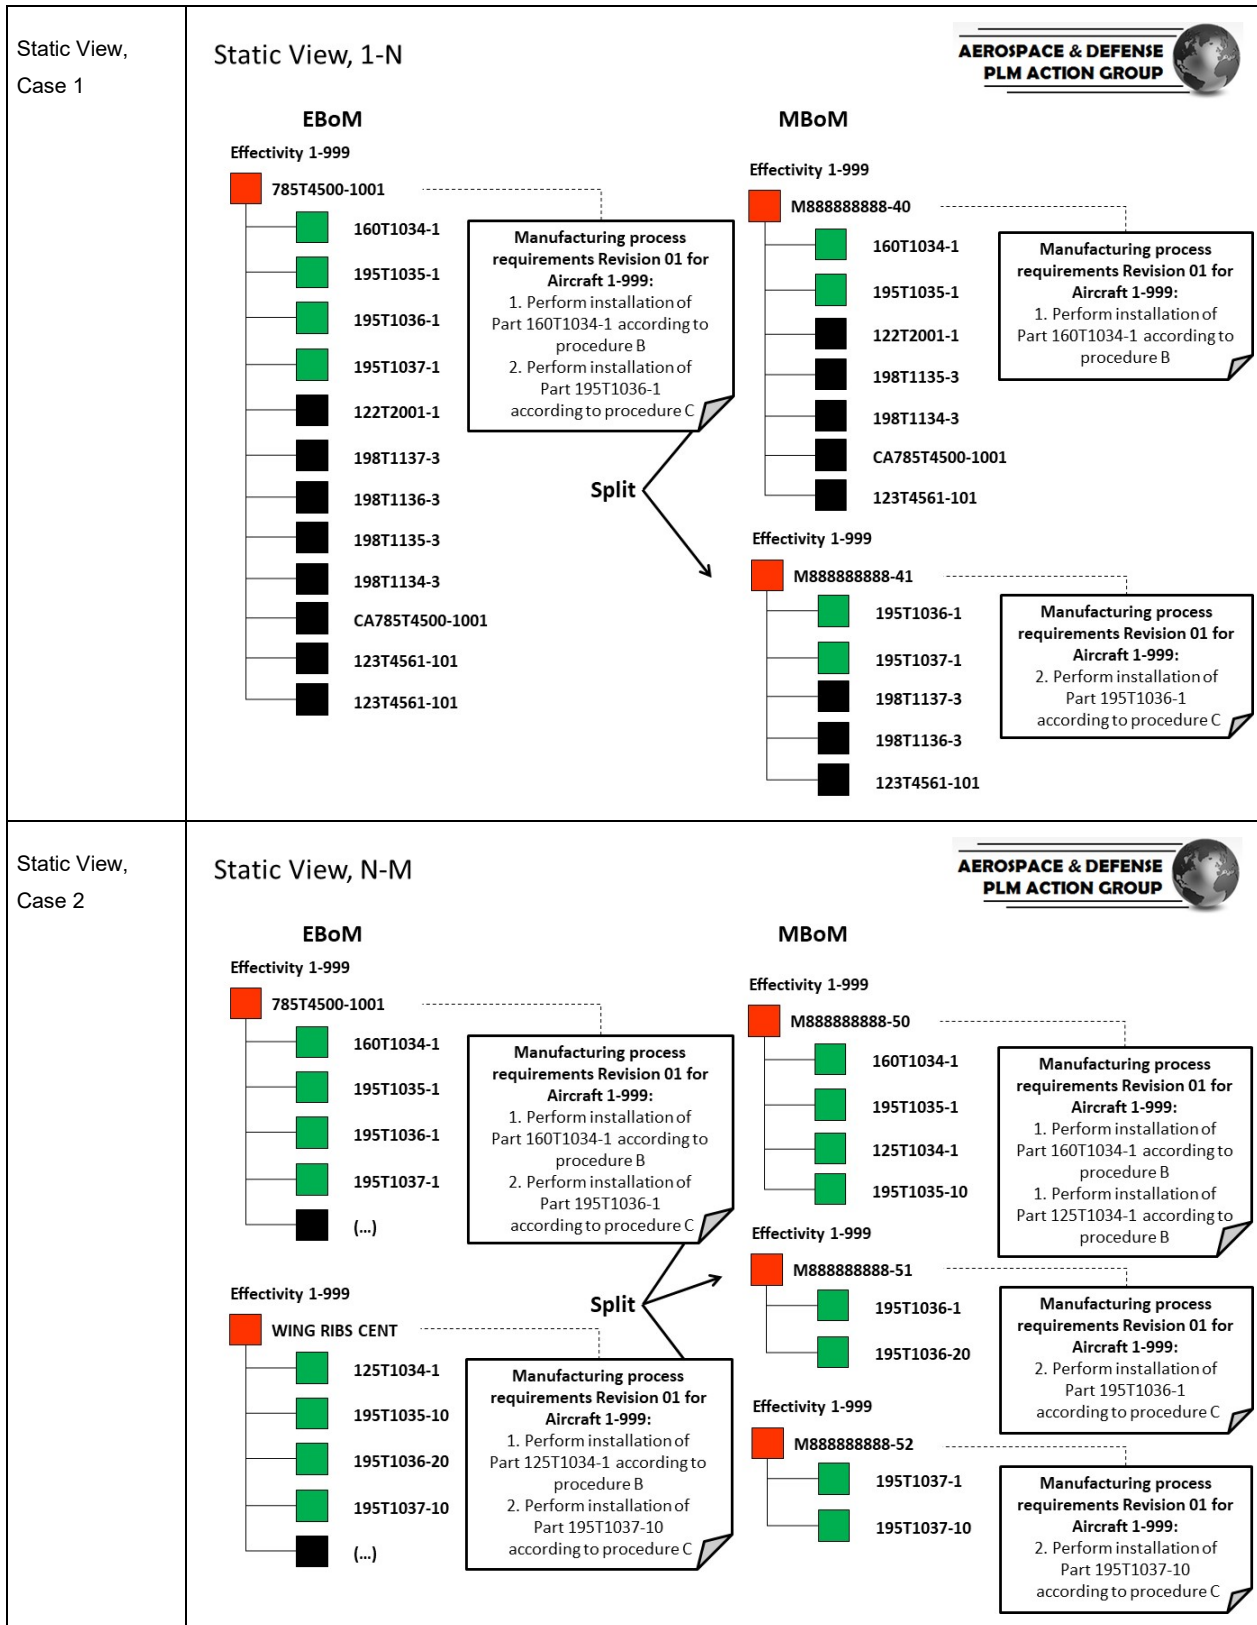 Static View,
Case 1
Static View, 1-N
AEROSPACE & DEFENSE
PLM ACTION GROUP
EBoM
Effectivity 1-999
785T4500-1001
160T1034-1
195T1035-1
195T1036-1
195T1037-1
122T2001-1
198T1137-3
198T1136-3
198T1135-3
198T1134-3
CA785T4500-1001
123T4561-101
123T4561-101
Manufacturing process
requirements Revision 01 for
Aircraft 1-999:
1. Perform installation of
Part 160T1034-1 according to
procedure B
2. Perform installation of
Part 195T1036-1
according to procedure C
Split
MBoM
Effectivity 1-999
M888888888-40
160T1034-1
195T1035-1
122T2001-1
198T1135-3
198T1134-3
CA785T4500-1001
123T4561-101
Manufacturing process
requirements Revision 01 for
Aircraft 1-999:
1. Perform installation of
Part 160T1034-1 according to
procedure B
Effectivity 1-999
M888888888-41
195T1036-1
195T1037-1
198T1137-3
198T1136-3
123T4561-101
Manufacturing process
requirements Revision 01 for
Aircraft 1-999:
2. Perform installation of
Part 195T1036-1
according to procedure C
Static View,
Case 2
Static View, N-M
AEROSPACE & DEFENSE
PLM ACTION GROUP
EBoM
Effectivity 1-999
785T4500-1001
160T1034-1
195T1035-1
195T1036-1
195T1037-1
(...)
Manufacturing process
requirements Revision 01 for
Aircraft 1-999:
1. Perform installation of
Part 160T1034-1 according to
procedure B
2. Perform installation of
Part 195T1036-1
according to procedure C
Effectivity 1-999
WING RIBS CENT
125T1034-1
195T1035-10
195T1036-20
195T1037-10
(...)
Manufacturing process
requirements Revision 01 for
Aircraft 1-999:
1. Perform installation of
Part 125T1034-1 according to
procedure B
2. Perform installation of
Part 195T1037-10
according to procedure C
Split
MBoM
Effectivity 1-999
M888888888-50
160T1034-1
195T1035-1
125T1034-1
195T1035-10
Manufacturing process
requirements Revision 01 for
Aircraft 1-999:
1. Perform installation of
Part 160T1034-1 according to
procedure B
1. Perform installation of
Part 125T1034-1 according to
procedure B
Effectivity 1-999
M888888888-51
195T1036-1
195T1036-20
Manufacturing process
requirements Revision 01 for
Aircraft 1-999:
2. Perform installation of
Part 195T1036-1
according to procedure C
Effectivity 1-999
M888888888-52
195T1037-1
195T1037-10
Manufacturing process
requirements Revision 01 for
Aircraft 1-999:
2. Perform installation of
Part 195T1037-10
according to procedure C